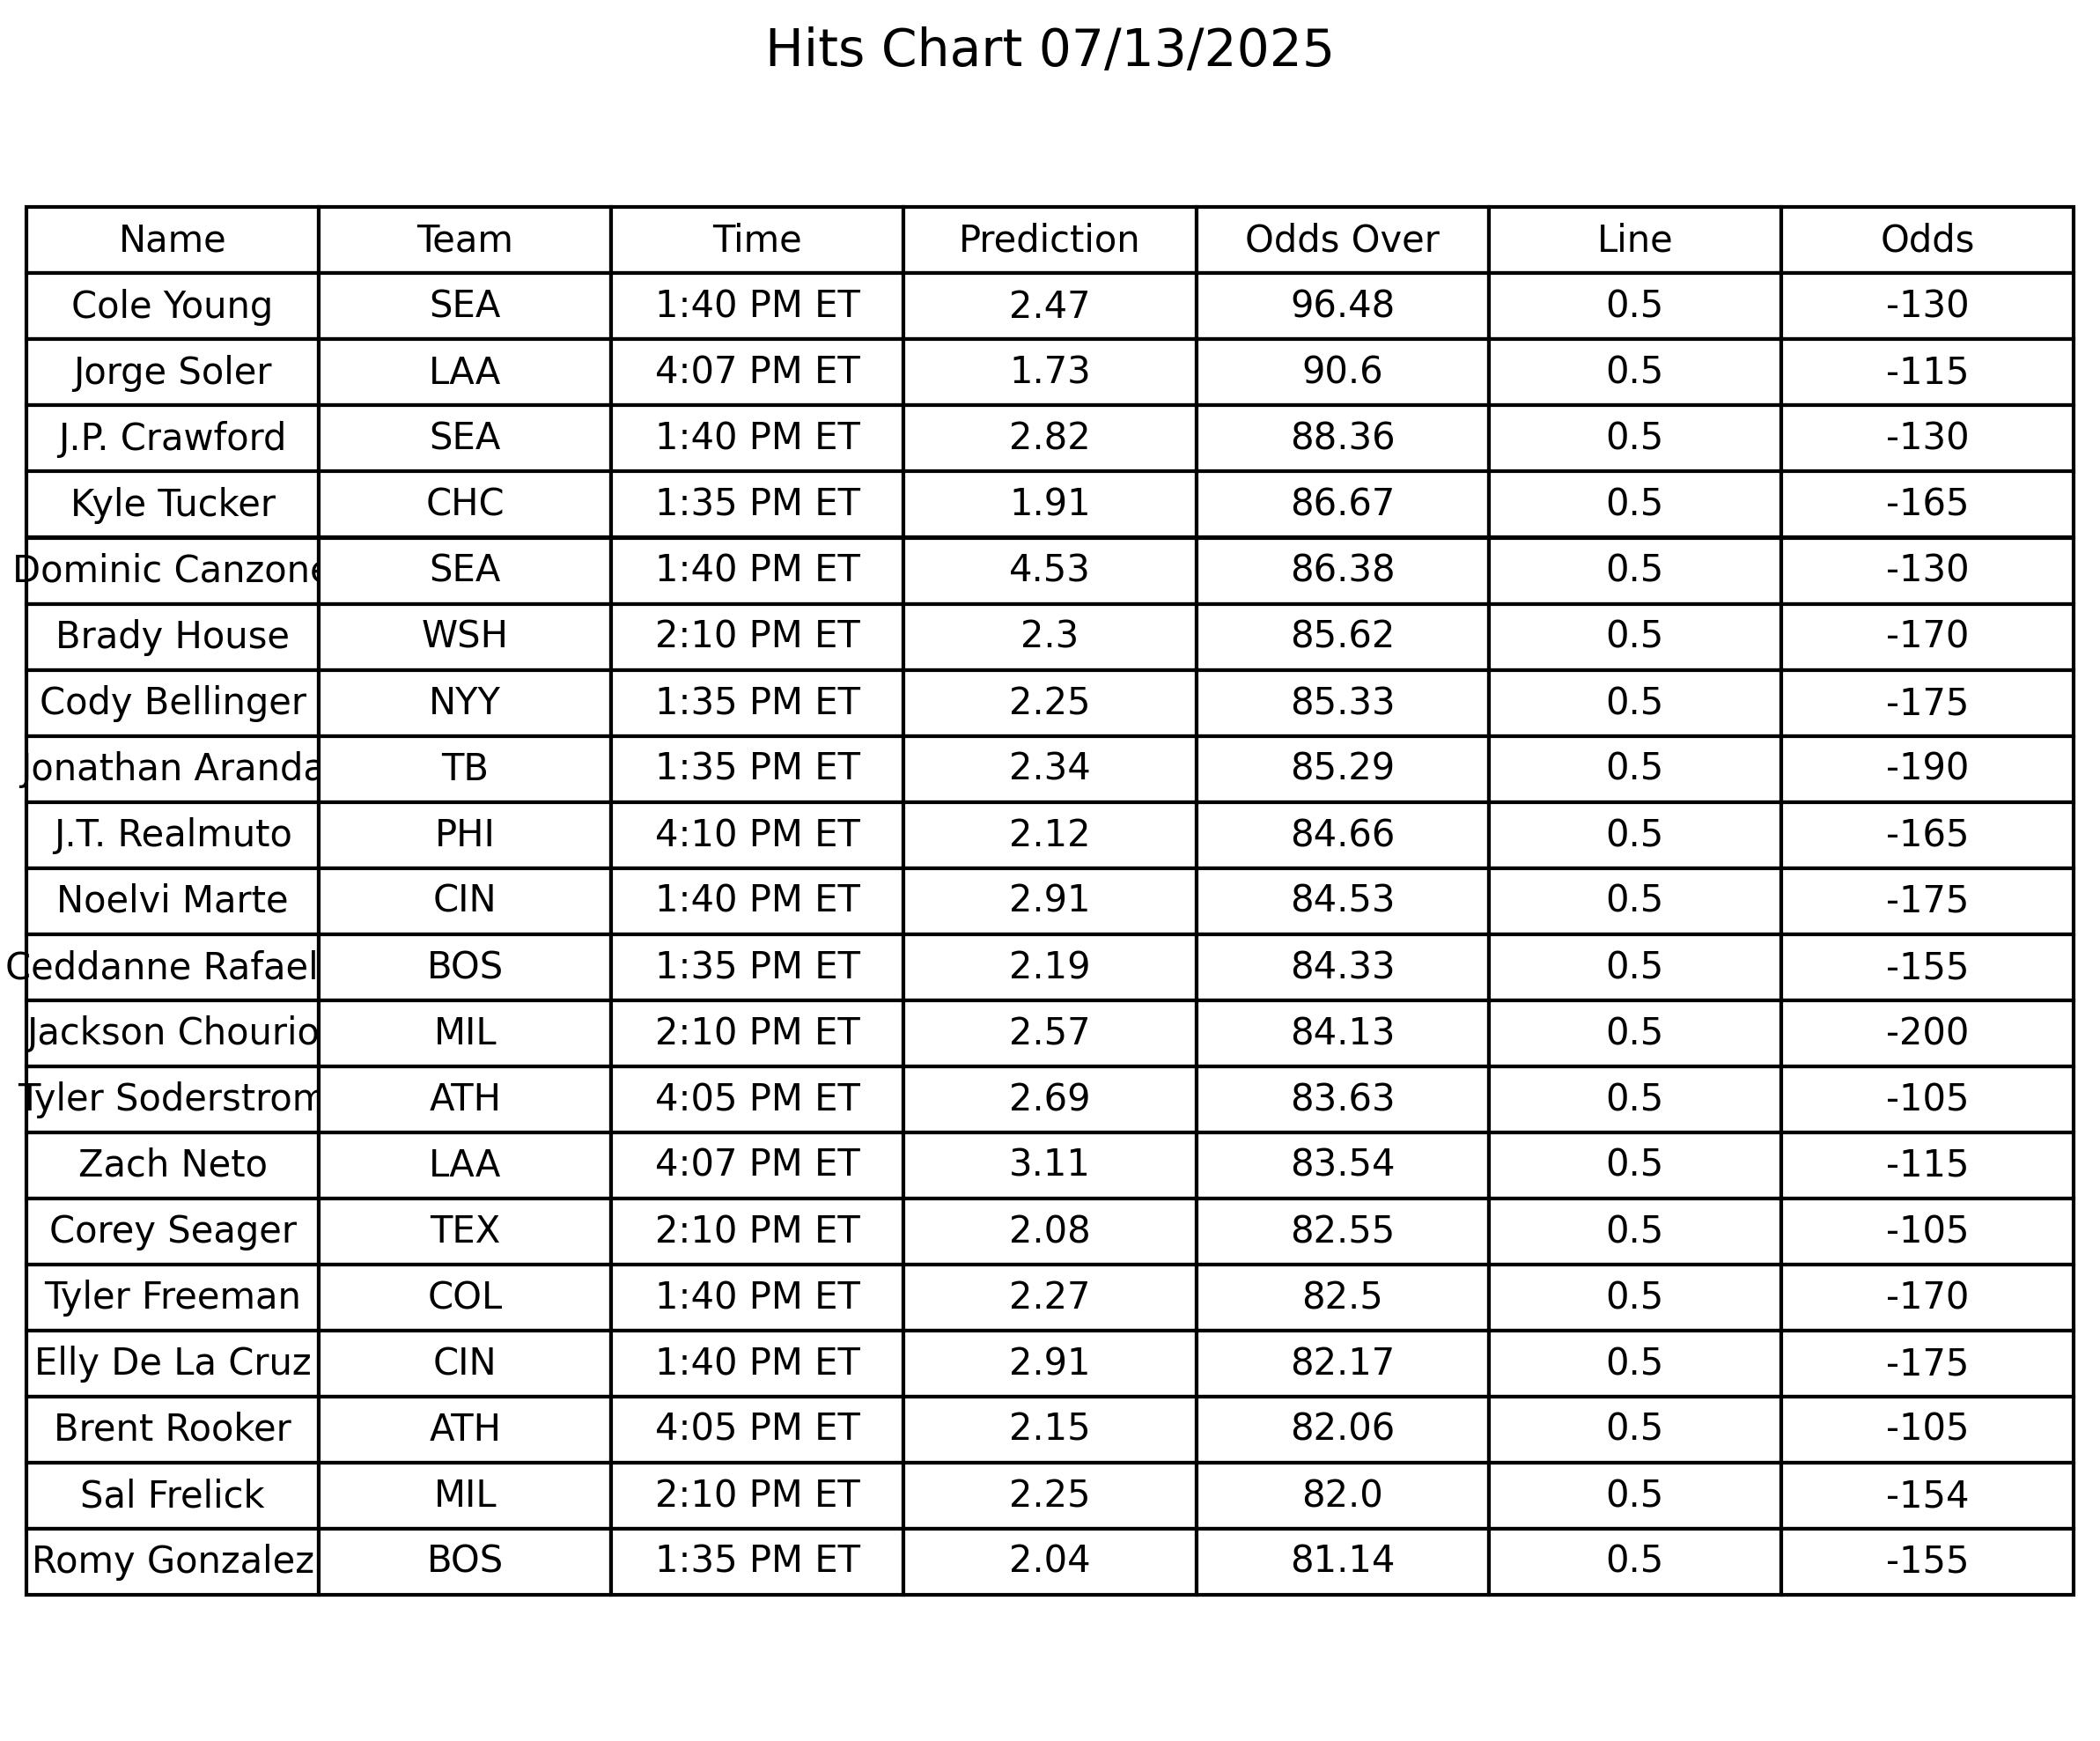 Hits Chart 07/13/2025
Name Team Time Prediction Odds Over Line Odds
Cole Young SEA 1:40 PM ET 2.47 96.48 0.5 -130
Jorge Soler LAA 4:07 PM ET 1.73 90.6 0.5 -115
J.P. Crawford SEA 1:40 PM ET 2.82 88.36 0.5 -130
Kyle Tucker CHC 1:35 PM ET 1.91 86.67 0.5 -165
Dominic Canzone SEA 1:40 PM ET 4.53 86.38 0.5 -130
Brady House WSH 2:10 PM ET 2.3 85.62 0.5 -170
Cody Bellinger NYY 1:35 PM ET 2.25 85.33 0.5 -175
Jonathan Aranda TB 1:35 PM ET 2.34 85.29 0.5 -190
J.T. Realmuto PHI 4:10 PM ET 2.12 84.66 0.5 -165
Noelvi Marte CIN 1:40 PM ET 2.91 84.53 0.5 -175
Ceddanne Rafael BOS 1:35 PM ET 2.19 84.33 0.5 -155
Jackson Chourio MIL 2:10 PM ET 2.57 84.13 0.5 -200
Tyler Soderstrom ATH 4:05 PM ET 2.69 83.63 0.5 -105
Zach Neto LAA 4:07 PM ET 3.11 83.54 0.5 -115
Corey Seager TEX 2:10 PM ET 2.08 82.55 0.5 -105
Tyler Freeman COL 1:40 PM ET 2.27 82.5 0.5 -170
Elly De La Cruz CIN 1:40 PM ET 2.91 82.17 0.5 -175
Brent Rooker ATH 4:05 PM ET 2.15 82.06 0.5 -105
Sal Frelick MIL 2:10 PM ET 2.25 82.0 0.5 -154
Romy Gonzalez BOS 1:35 PM ET 2.04 81.14 0.5 -155